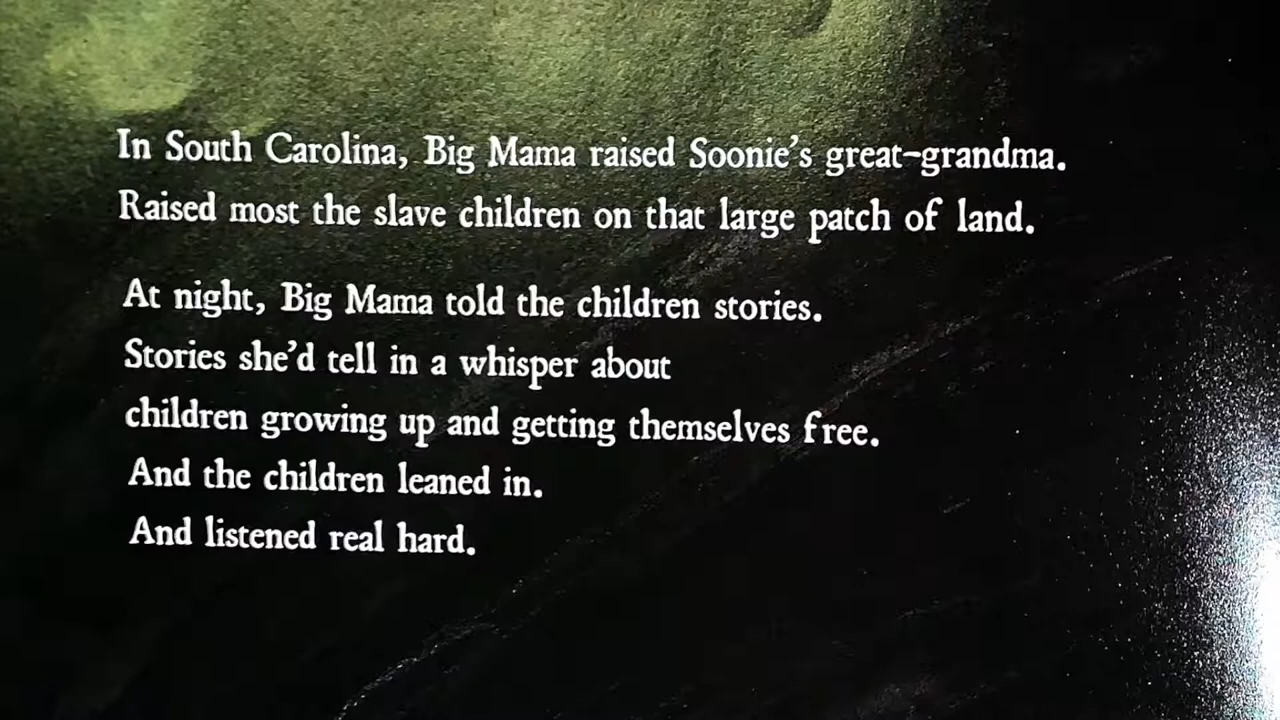 In South Carolina, Big Mama raised Soonie's great-grandma.
Raised most the slave children on that large patch of land.
At night, Big Mama told the children stories.
Stories she'd tell in a whisper about
children growing up and getting themselves free.
And the children leaned in.
And listened real hard.